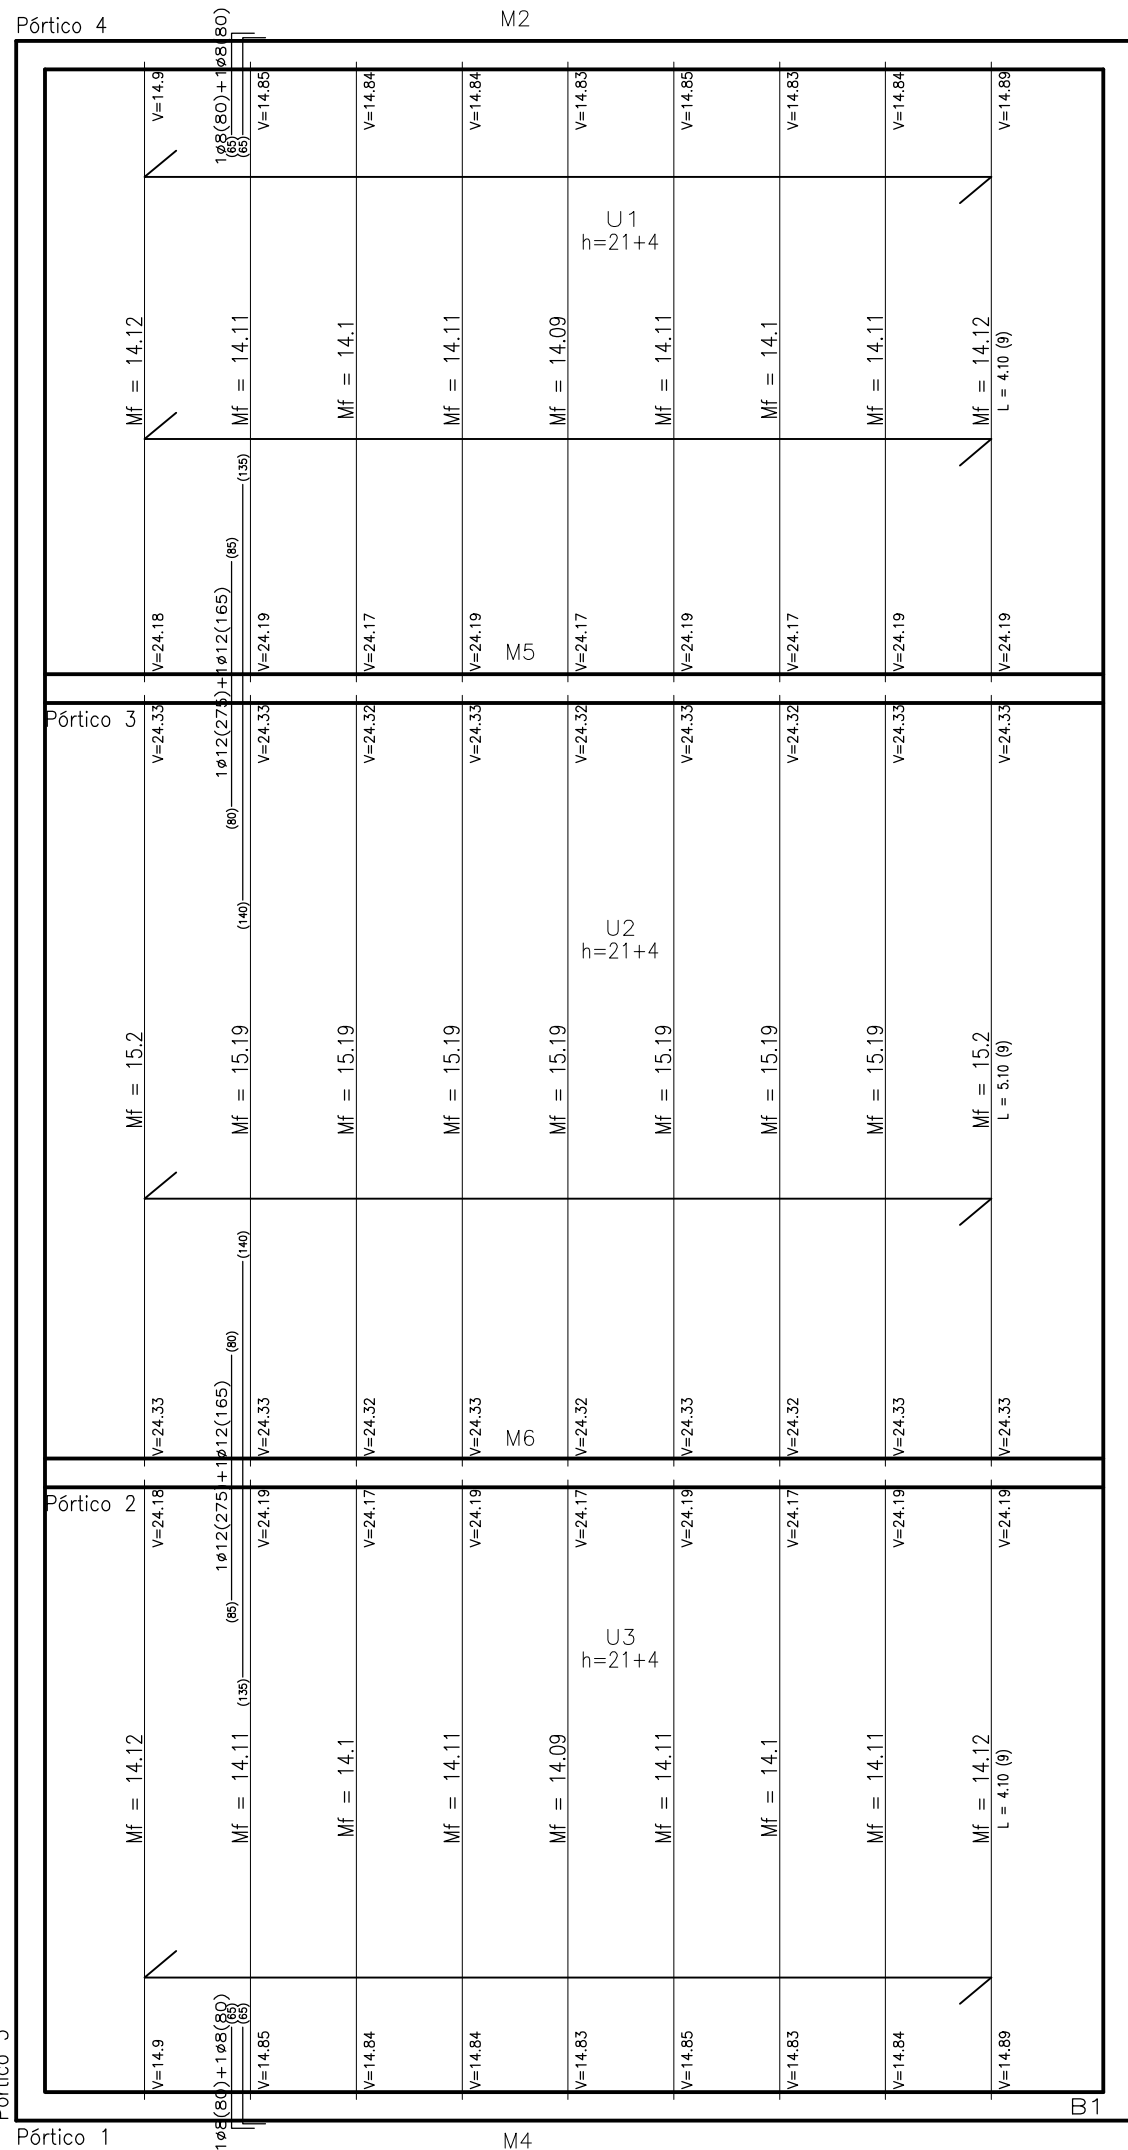 Pórtico 4
M2
1ø8(80)+1ø8(80)
(65)
(65)
V=14.9
V=14.85
V=14.84
V=14.84
V=14.83
V=14.85
V=14.83
V=14.84
V=14.89
U1
h=21+4
Mf = 14.12
Mf = 14.11
Mf = 14.1
Mf = 14.11
Mf = 14.09
Mf = 14.11
Mf = 14.1
Mf = 14.11
Mf = 14.12
L = 4.10 (9)
(135)
(85)
1ø12(275)+1ø12(165)
V=24.18
V=24.19
V=24.17
V=24.19
V=24.17
V=24.19
V=24.17
V=24.19
V=24.19
M5
Pórtico 3
V=24.33
V=24.33
V=24.32
V=24.33
V=24.32
V=24.33
V=24.32
V=24.33
V=24.33
(80)
(140)
U2
h=21+4
Mf = 15.2
Mf = 15.19
Mf = 15.19
Mf = 15.19
Mf = 15.19
Mf = 15.19
Mf = 15.19
Mf = 15.19
Mf = 15.2
L = 5.10 (9)
(140)
(80)
1ø12(275)+1ø12(165)
V=24.33
V=24.33
V=24.32
V=24.33
V=24.32
V=24.33
V=24.32
V=24.33
V=24.33
M6
Pórtico 2
V=24.18
V=24.19
V=24.17
V=24.19
V=24.17
V=24.19
V=24.17
V=24.19
V=24.19
(85)
(135)
U3
h=21+4
Mf = 14.12
Mf = 14.11
Mf = 14.1
Mf = 14.11
Mf = 14.09
Mf = 14.11
Mf = 14.1
Mf = 14.11
Mf = 14.12
L = 4.10 (9)
(65)
(65)
1ø8(80)+1ø8(80)
V=14.9
V=14.85
V=14.84
V=14.84
V=14.83
V=14.85
V=14.83
V=14.84
V=14.89
B1
Pórtico
Pórtico 1
M4